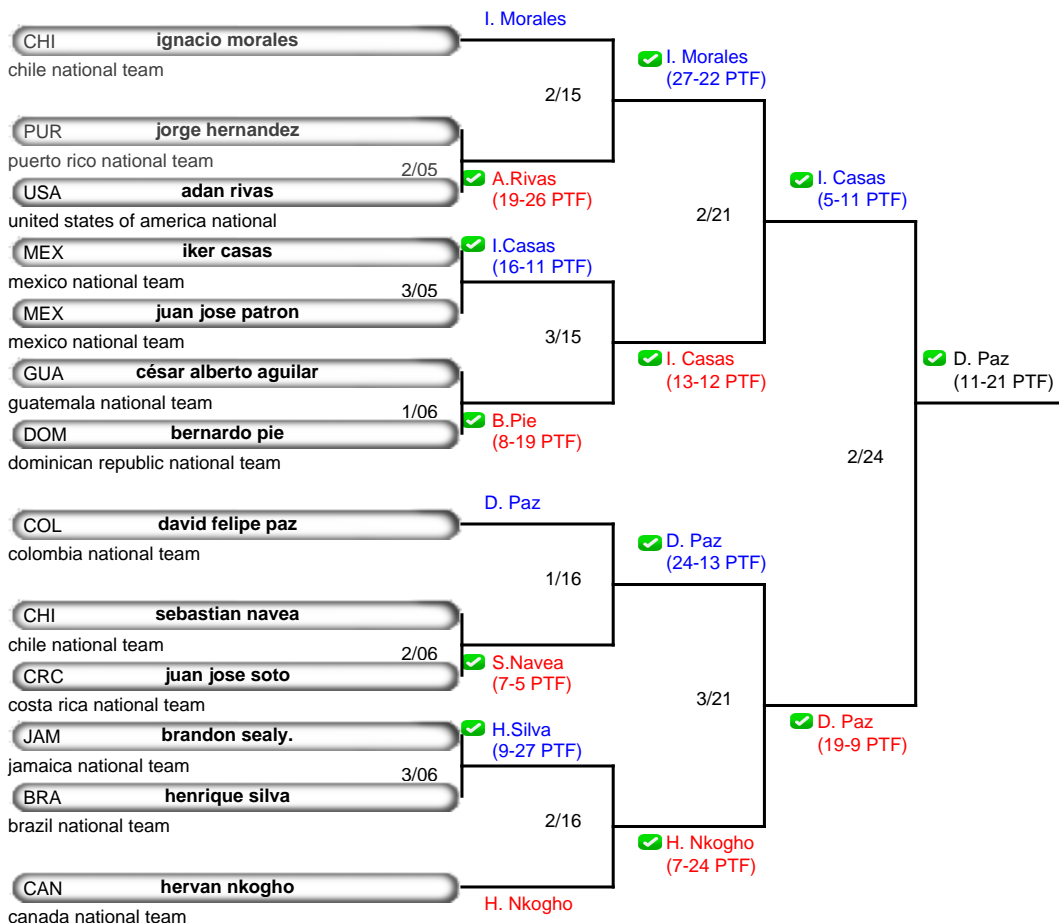 I. Morales
CHI ignacio morales
chile national team
I. Morales
(27-22 PTF)
2/15
PUR jorge hernandez
puerto rico national team
2/05
A.Rivas
(19-26 PTF)
I. Casas
(5-11 PTF)
USA adan rivas
united states of america national
2/21
MEX iker casas
I.Casas
(16-11 PTF)
mexico national team
3/05
MEX juan jose patron
mexico national team
3/15
I. Casas
(13-12 PTF)
D. Paz
(11-21 PTF)
GUA césar alberto aguilar
guatemala national team
1/06
B.Pie
(8-19 PTF)
DOM bernardo pie
dominican republic national team
2/24
D. Paz
COL david felipe paz
colombia national team
D. Paz
(24-13 PTF)
1/16
CHI sebastian navea
chile national team
2/06
S.Navea
(7-5 PTF)
CRC juan jose soto
costa rica national team
3/21
D. Paz
(19-9 PTF)
JAM brandon sealy.
H.Silva
(9-27 PTF)
jamaica national team
3/06
BRA henrique silva
brazil national team
2/16
H. Nkogho
(7-24 PTF)
CAN hervan nkogho
H. Nkogho
canada national team